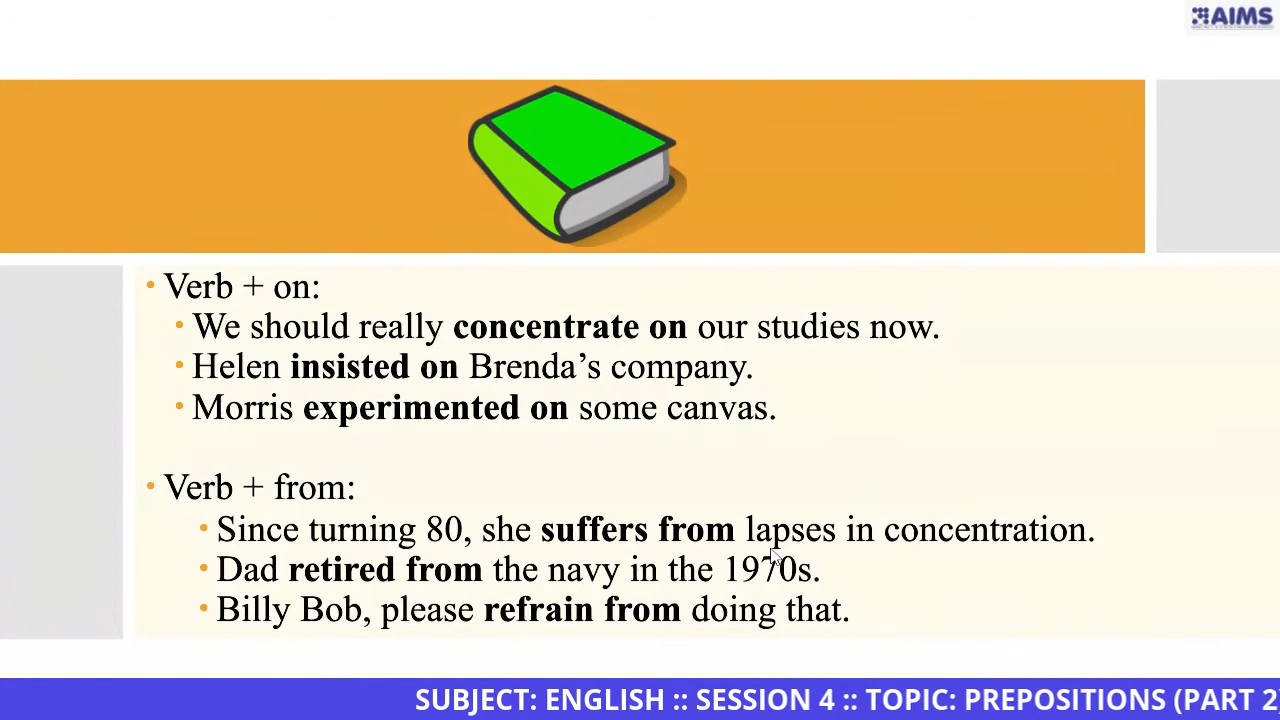 AIMS
Verb + on:
We should really concentrate on our studies now.
Helen insisted on Brenda’s company.
Morris experimented on some canvas.
Verb + from:
Since turning 80, she suffers from lapses in concentration.
Dad retired from the navy in the 1970s.
Billy Bob, please refrain from doing that.
SUBJECT: ENGLISH :: SESSION 4 :: TOPIC: PREPOSITIONS (PART 2